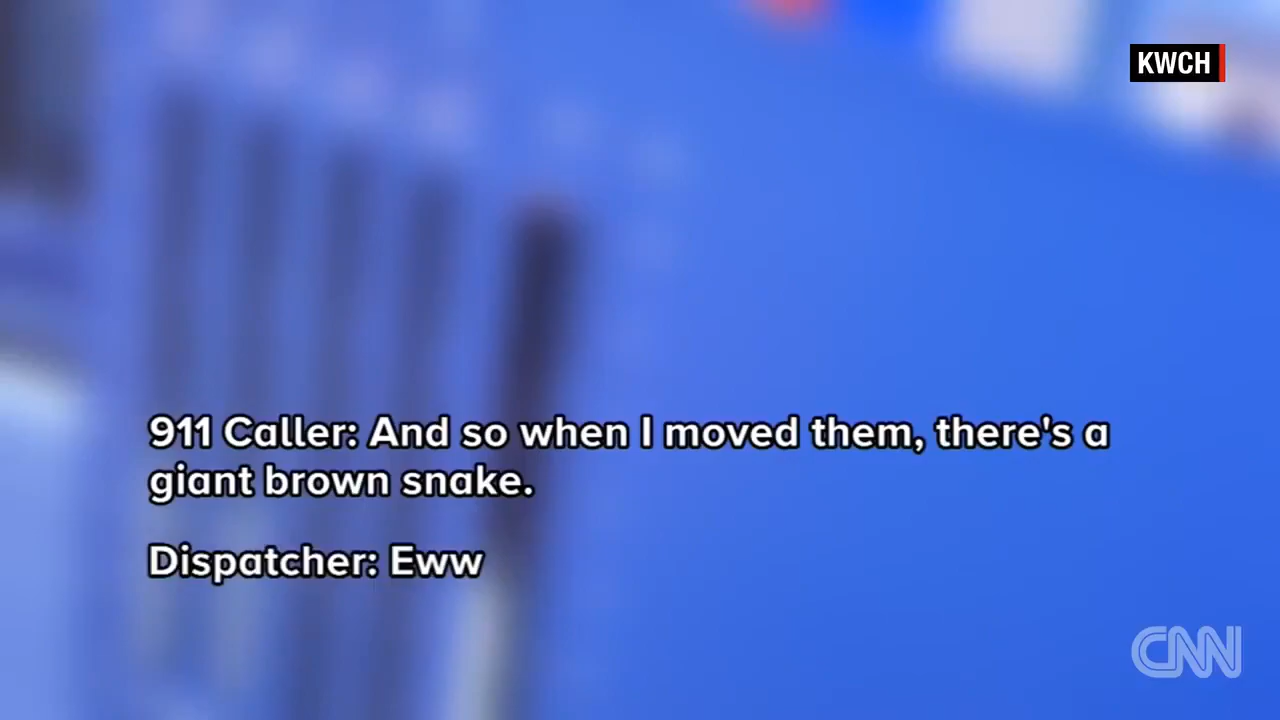 KWCH
911 Caller: And so when I moved them, there's a
giant brown snake.
Dispatcher: Eww
CNN